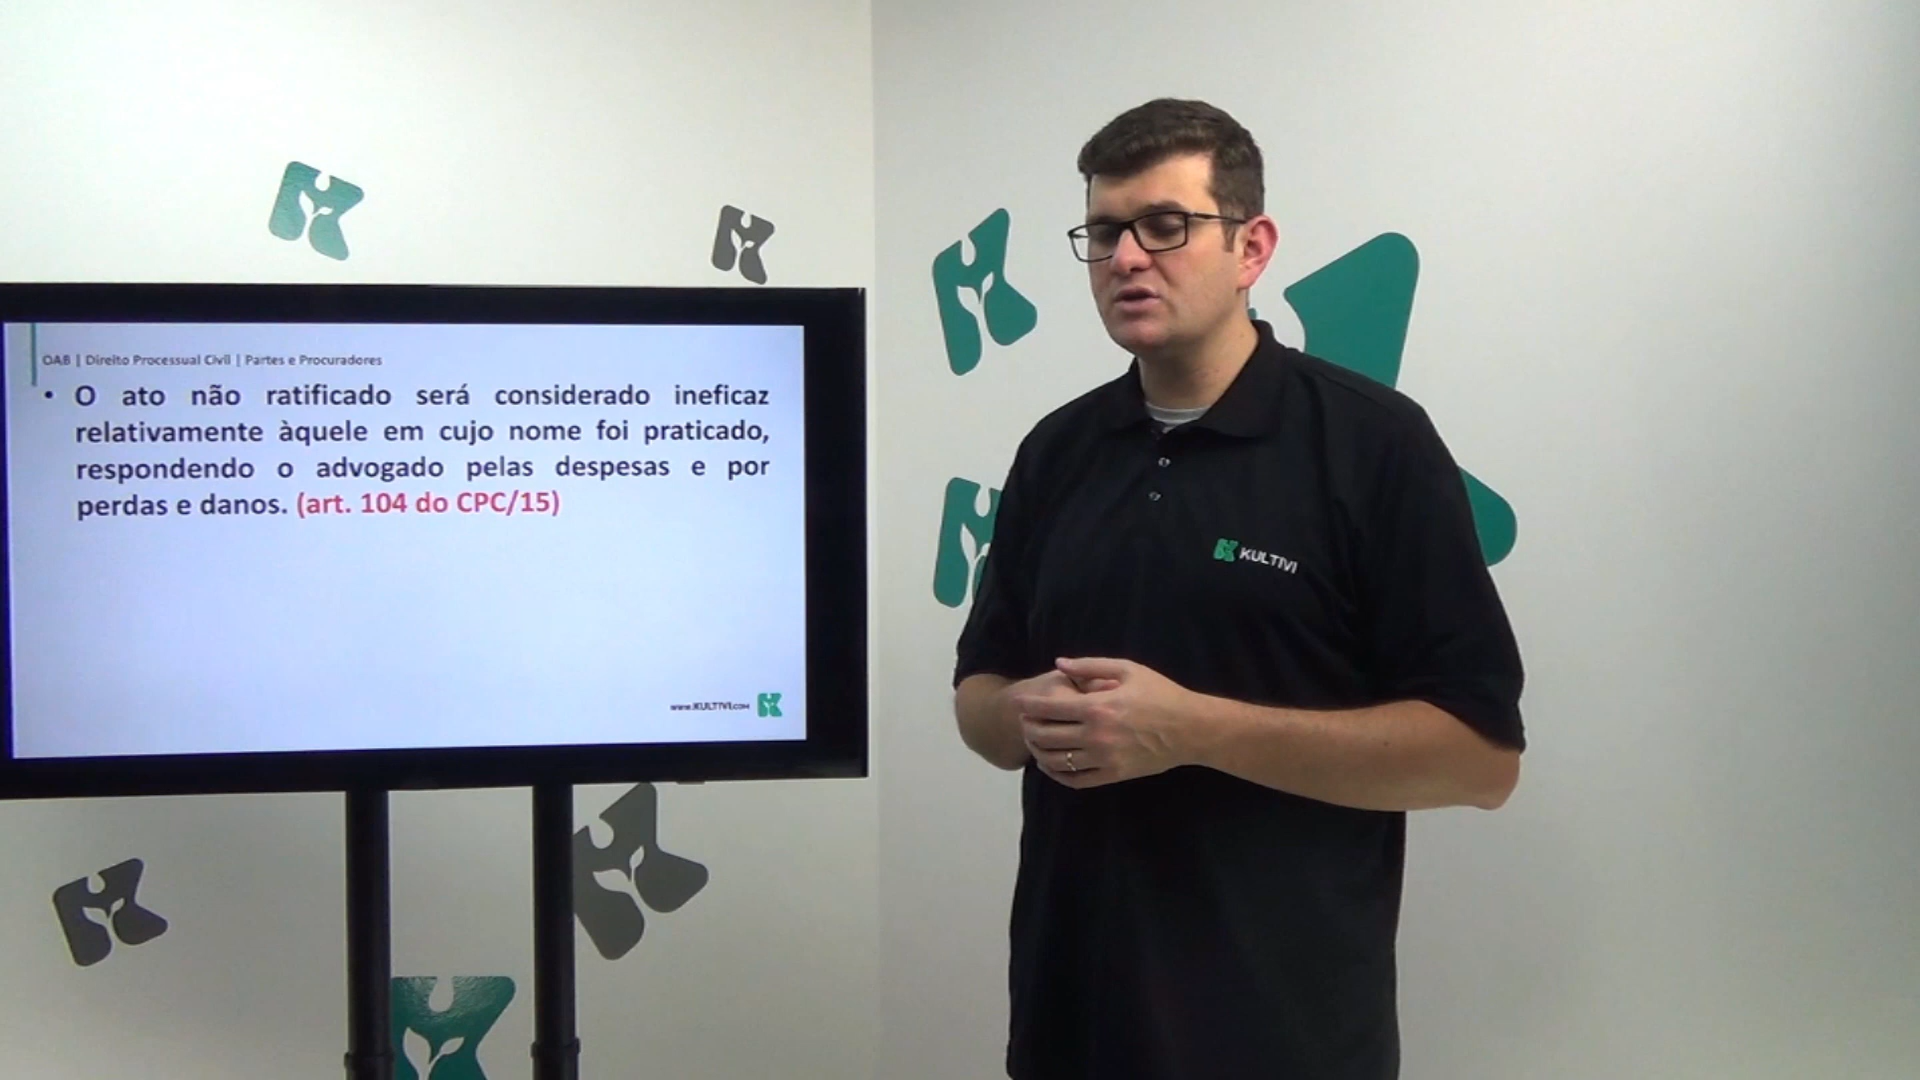 OAB | Direito Processual Civil | Partes e Procuradores
• O ato não ratificado será considerado ineficaz
relativamente àquele em cujo nome foi praticado,
respondendo o advogado pelas despesas e por
perdas e danos. (art. 104 do CPC/15)
www.KULTIVI.COM
KULTIVI